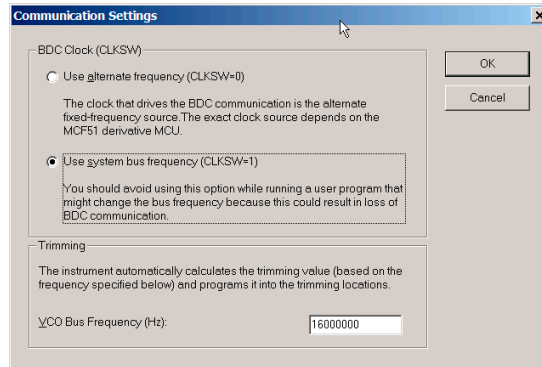 Communication Settings
BDC Clock (CLKSW)
Use alternate frequency (CLKSW=0)
The clock that drives the BDC communication is the alternate
fixed-frequency source.The exact clock source depends on the
MCF51 derivative MCU.
Use system bus frequency (CLKSW=1)
You should avoid using this option while running a user program that
might change the bus frequency because this could result in loss of
BDC communication.
OK
Cancel
Trimming
The instrument automatically calculates the trimming value (based on the
frequency specified below) and programs it into the trimming locations.
VCO Bus Frequency (Hz):
16000000